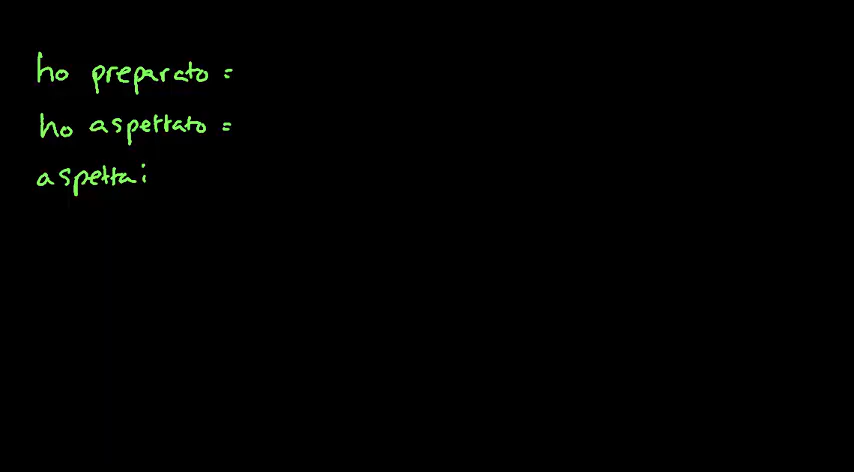 ho preparato =
ho aspettato =
aspettai